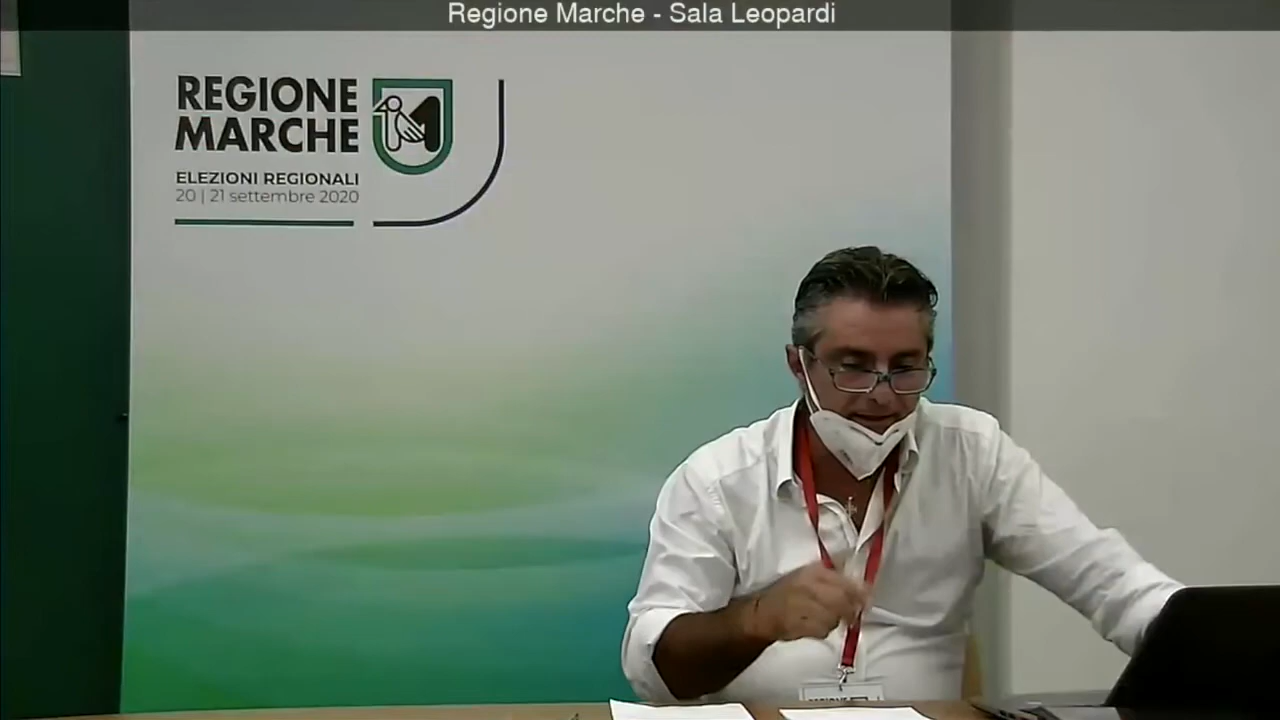 Regione Marche - Sala Leopardi
REGIONE
MARCHE
ELEZIONI REGIONALI
20 | 21 settembre 2020